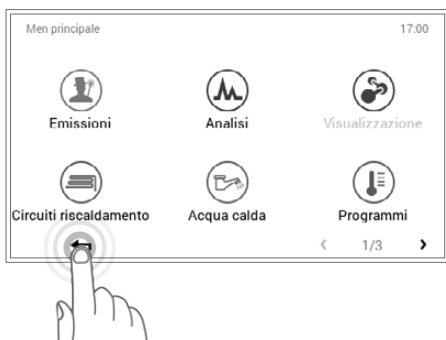 Men principale 17:00
Emissioni Analisi Visualizzazione
Circuiti riscaldamento Acqua calda Programmi
1/3